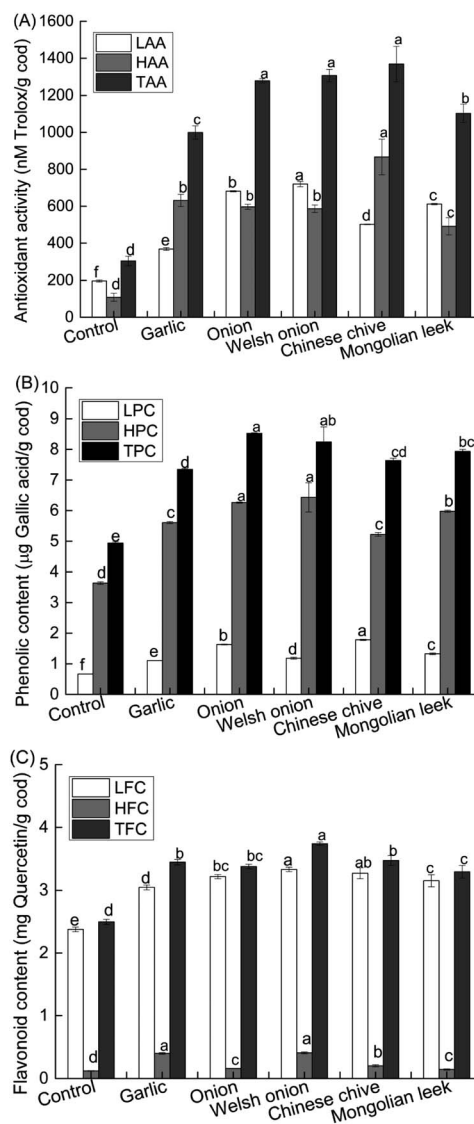 (A)
LAA
HAA
TAA
Antioxidant activity (nM Trolox/g cod)
1600
1400
1200
1000
800
600
400
200
0
f d d
e b c
b b a
a b a
d a a
c c b
Control Garlic Onion Welsh onion Chinese chive Mongolian leek
(B)
LPC
HPC
TPC
Phenolic content (μg Gallic acid/g cod)
10
9
8
7
6
5
4
3
2
1
0
f d e
e c d
b a a
d a ab
a c cd
c b bc
Control Garlic Onion Welsh onion Chinese chive Mongolian leek
(C)
LFC
HFC
TFC
Flavonoid content (mg Quercetin/g cod)
5
4
3
2
1
0
e d d
d a b
bc c bc
a a a
ab b b
c c c
Control Garlic Onion Welsh onion Chinese chive Mongolian leek